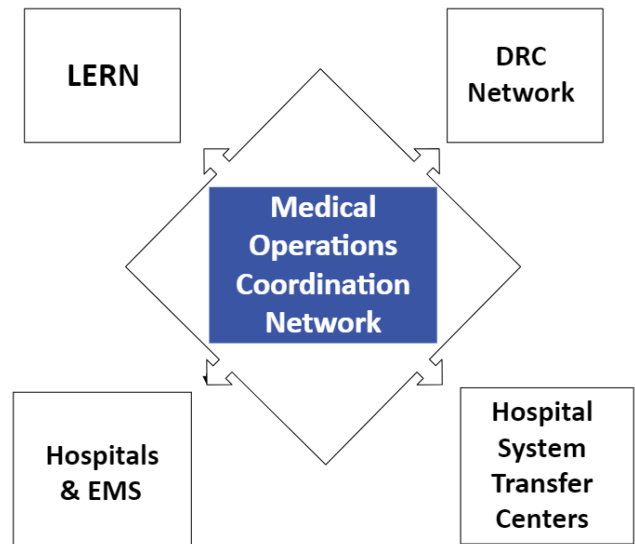 LERN
DRC
Network
Medical
Operations
Coordination
Network
Hospitals
& EMS
Hospital
System
Transfer
Centers